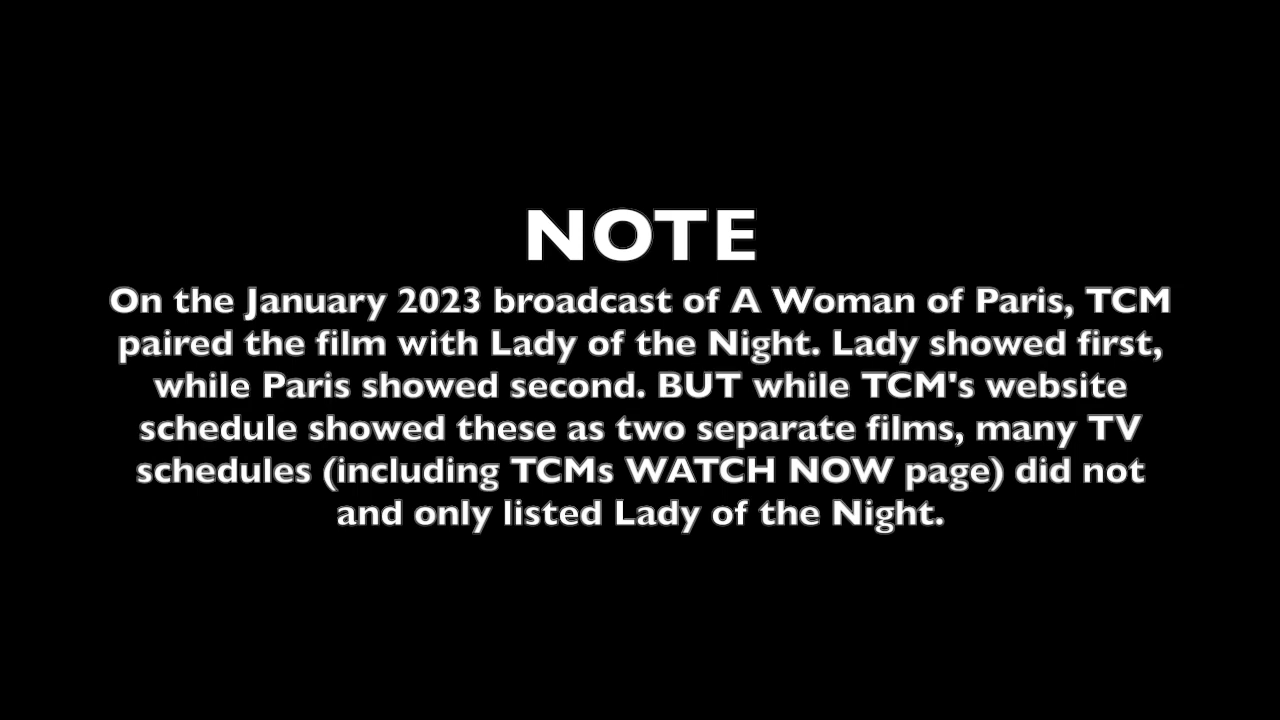 NOTE
On the January 2023 broadcast of A Woman of Paris, TCM
paired the film with Lady of the Night. Lady showed first,
while Paris showed second. BUT while TCM's website
schedule showed these as two separate films, many TV
schedules (including TCMs WATCH NOW page) did not
and only listed Lady of the Night.